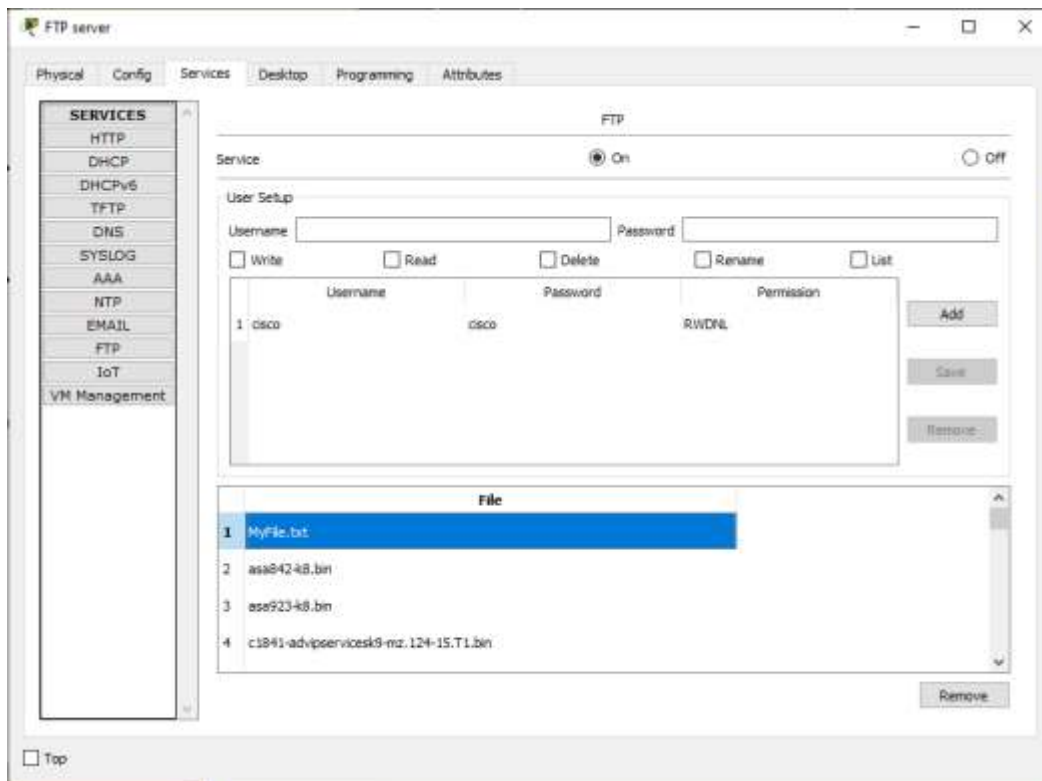 FTP server
Physical Config Services Desktop Programming Attributes
SERVICES
HTTP
DHCP
DHCPv6
TFTP
DNS
SYSLOG
AAA
NTP
EMAIL
FTP
IoT
VM Management
FTP
Service On Off
User Setup
Username Password
Write Read Delete Rename List
Username Password Permission
1 cisco cisco RWDNL
Add
Save
Remove
File
1 MyFile.txt
2 asa842-k8.bin
3 asa923-k8.bin
4 c1841-advipservicesk9-mz.124-15.T1.bin
Remove
Top